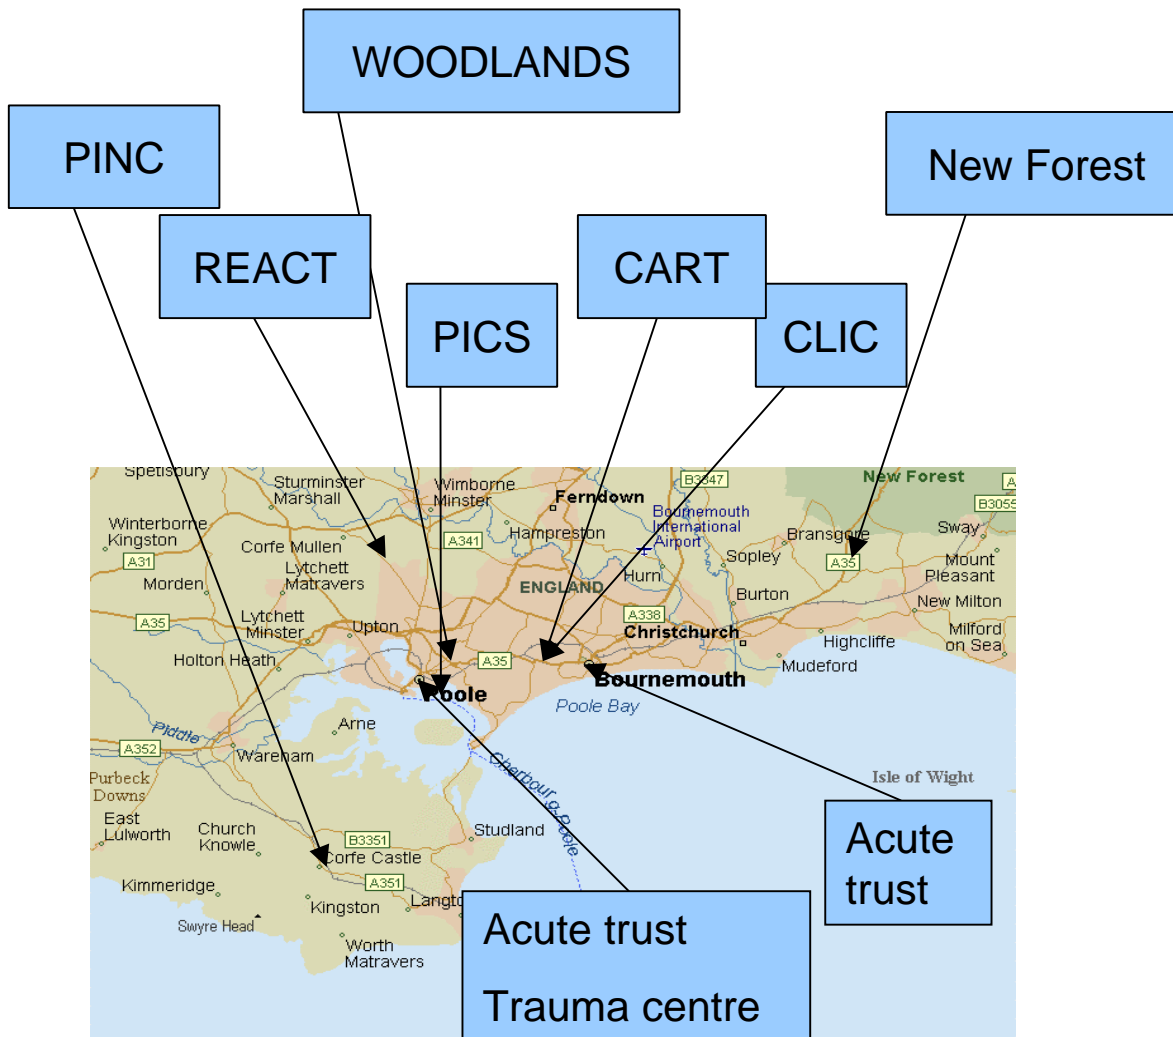 WOODLANDS
PINC
New Forest
REACT
CART
PICS
CLIC
Spetisbury
Sturminster
Marshall
Wimborne
Minster
Ferndown
B3347
New Forest
A
B3055
Winterborne
Kingston
Corfe Mullen
A341
Hampreston
Bournemouth
International
Airport
Bransgore
Sway
A31
Lytchett
Matravers
Sopley
A35
Mount
Pleasant
Morden
ENGLAND
Hurn
Burton
New Milton
A35
Lytchett
Minster
Upton
A338
Christchurch
Highcliffe
Milford
on Sea
Holton Heath
A35
Mudeford
Poole
Bournemouth
Poole Bay
Arne
Piddle
A352
Wareham
Cherbourg-Poole
Isle of Wight
Purbeck
Downs
East
Lulworth
Church
Knowle
B3351
Studland
Corfe Castle
Kimmeridge
A351
Kingston
Langto
Swyre Head
Worth
Matravers
Acute
trust
Acute trust
Trauma centre